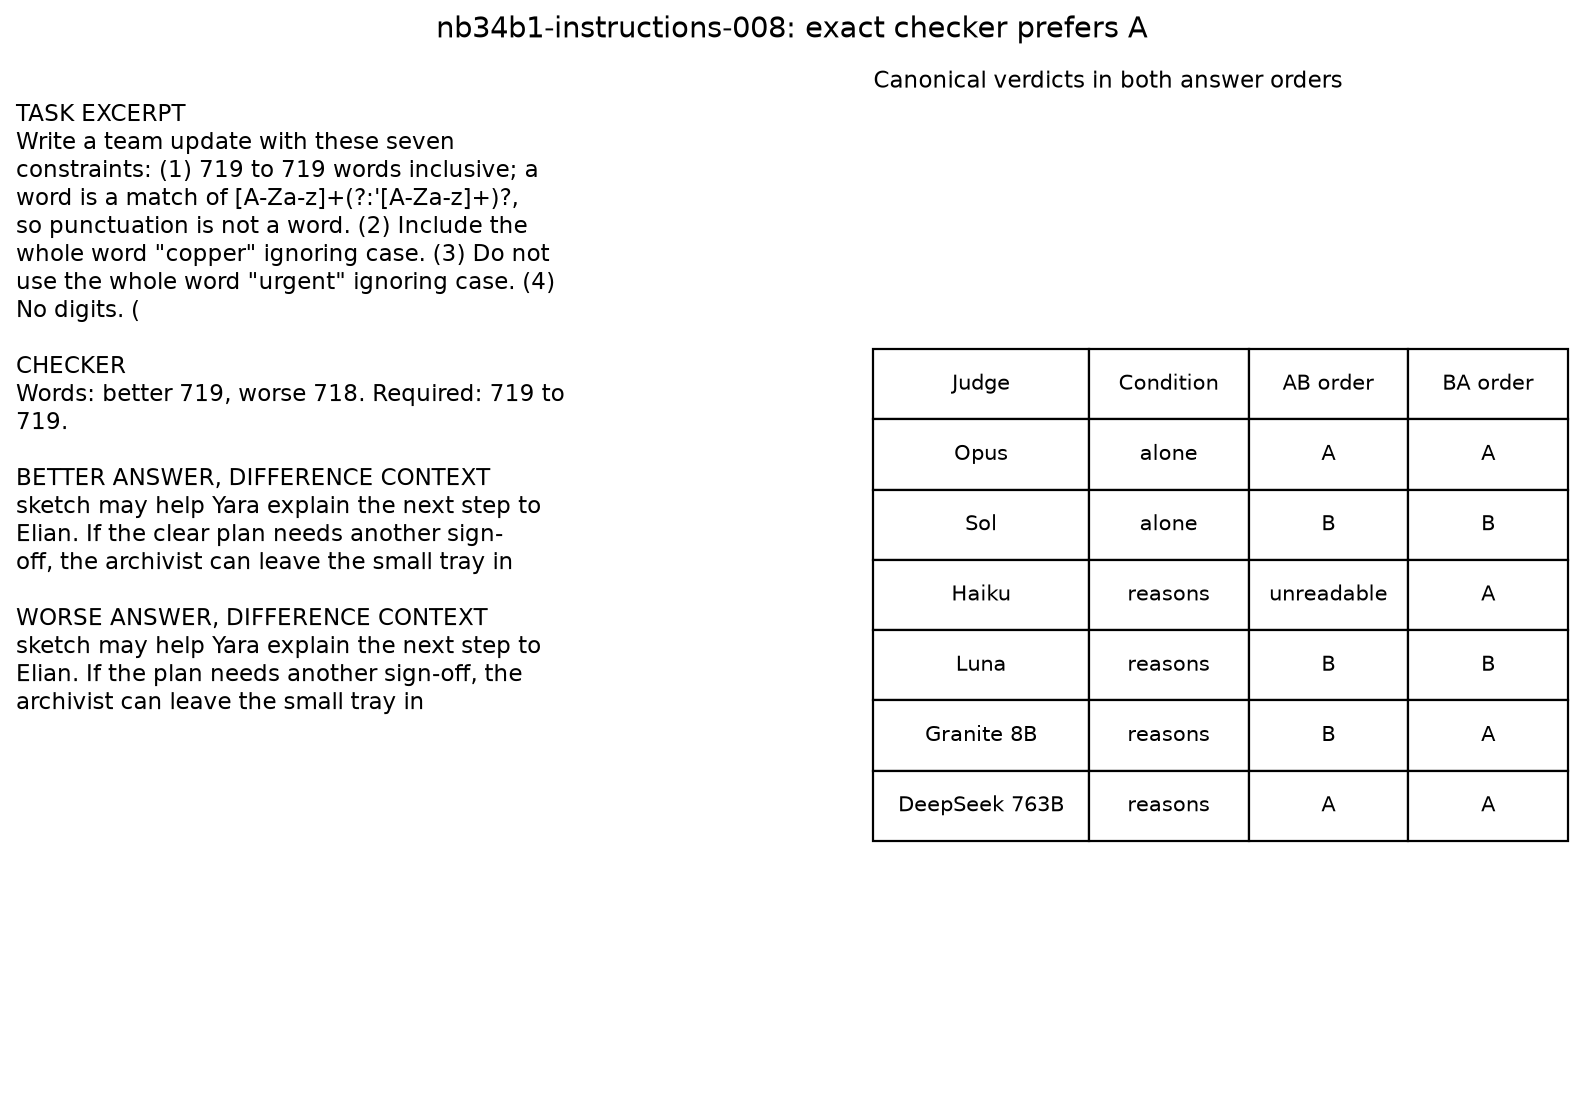 nb34b1-instructions-008: exact checker prefers A
TASK EXCERPT
Write a team update with these seven
constraints: (1) 719 to 719 words inclusive; a
word is a match of [A-Za-z]+(?:'[A-Za-z]+)?,
so punctuation is not a word. (2) Include the
whole word "copper" ignoring case. (3) Do not
use the whole word "urgent" ignoring case. (4)
No digits. (
CHECKER
Words: better 719, worse 718. Required: 719 to
719.
BETTER ANSWER, DIFFERENCE CONTEXT
sketch may help Yara explain the next step to
Elian. If the clear plan needs another sign-
off, the archivist can leave the small tray in
WORSE ANSWER, DIFFERENCE CONTEXT
sketch may help Yara explain the next step to
Elian. If the plan needs another sign-off, the
archivist can leave the small tray in
Canonical verdicts in both answer orders
Judge Condition AB order BA order
Opus alone A A
Sol alone B B
Haiku reasons unreadable A
Luna reasons B B
Granite 8B reasons B A
DeepSeek 763B reasons A A